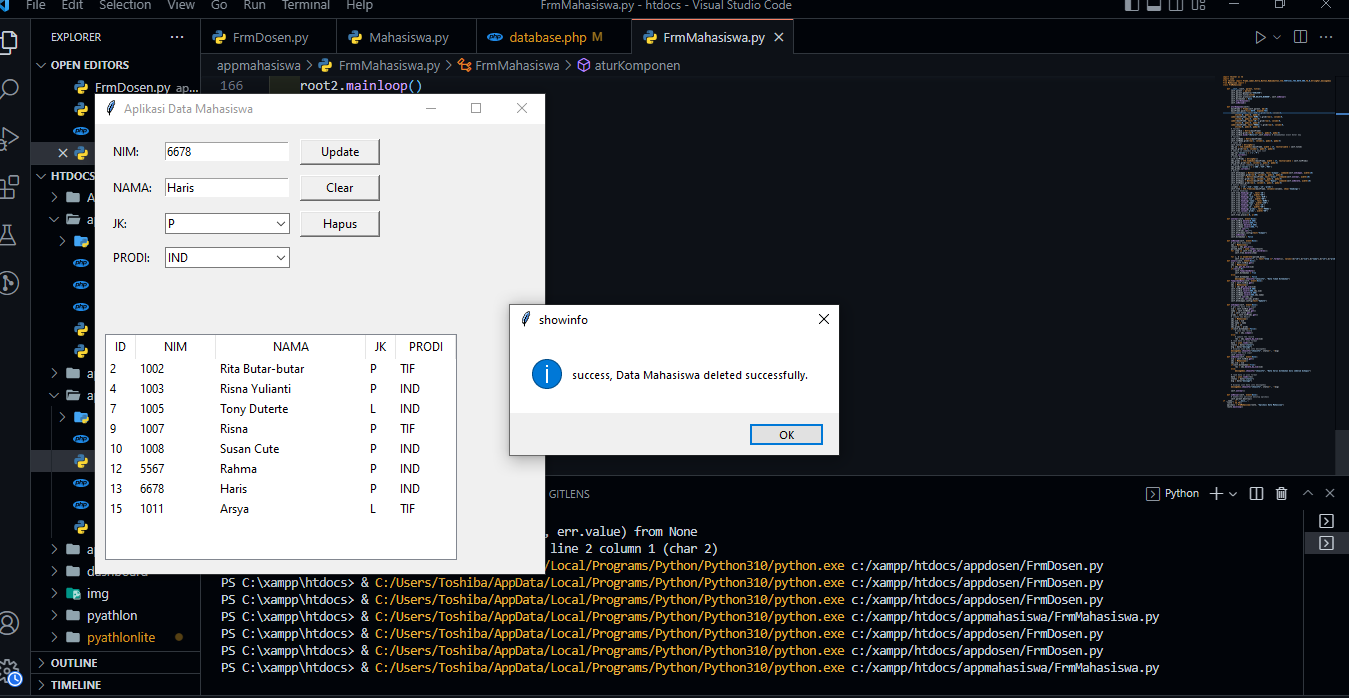 File Edit Selection View Go Run Terminal Help FrmMahasiswa.py - htdocs - Visual Studio Code
EXPLORER FrmDosen.py Mahasiswa.py database.php M FrmMahasiswa.py
OPEN EDITORS appmahasiswa > FrmMahasiswa.py > FrmMahasiswa > aturKomponen
FrmDosen.py ap... 166 root2.mainloop()
Aplikasi Data Mahasiswa
NIM: 6678 Update
HTDOCS
NAMA: Haris Clear
JK: P Hapus
PRODI: IND
showinfo
success, Data Mahasiswa deleted successfully.
OK
ID NIM NAMA JK PRODI
2 1002 Rita Butar-butar P TIF
4 1003 Risna Yulianti P IND
7 1005 Tony Duterte L IND
9 1007 Risna P TIF
10 1008 Susan Cute P IND
12 5567 Rahma P IND
13 6678 Haris P IND
15 1011 Arsya L TIF
GITLENS Python
, err.value) from None
line 2 column 1 (char 2)
/Local/Programs/Python/Python310/python.exe c:/xampp/htdocs/appdosen/FrmDosen.py
PS C:\xampp\htdocs> & C:/Users/Toshiba/AppData/Local/Programs/Python/Python310/python.exe c:/xampp/htdocs/appdosen/FrmDosen.py
PS C:\xampp\htdocs> & C:/Users/Toshiba/AppData/Local/Programs/Python/Python310/python.exe c:/xampp/htdocs/appdosen/FrmDosen.py
PS C:\xampp\htdocs> & C:/Users/Toshiba/AppData/Local/Programs/Python/Python310/python.exe c:/xampp/htdocs/appmahasiswa/FrmMahasiswa.py
PS C:\xampp\htdocs> & C:/Users/Toshiba/AppData/Local/Programs/Python/Python310/python.exe c:/xampp/htdocs/appdosen/FrmDosen.py
PS C:\xampp\htdocs> & C:/Users/Toshiba/AppData/Local/Programs/Python/Python310/python.exe c:/xampp/htdocs/appdosen/FrmDosen.py
PS C:\xampp\htdocs> & C:/Users/Toshiba/AppData/Local/Programs/Python/Python310/python.exe c:/xampp/htdocs/appmahasiswa/FrmMahasiswa.py
img
pyathlon
pyathlonlite
OUTLINE
TIMELINE